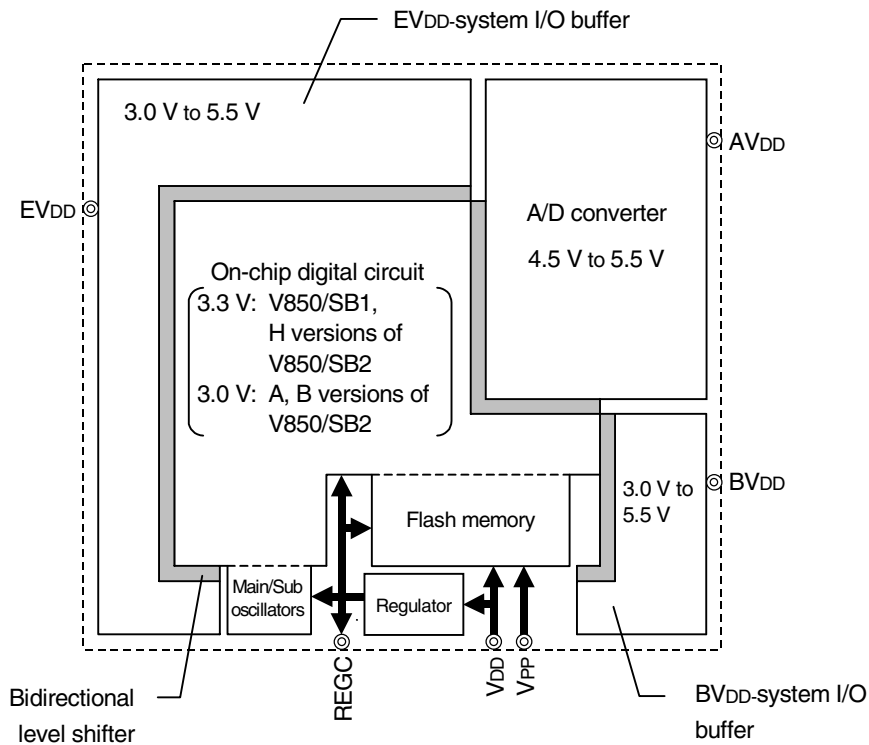 EVDD-system I/O buffer
3.0 V to 5.5 V
AVDD
EVDD
A/D converter
4.5 V to 5.5 V
On-chip digital circuit
3.3 V: V850/SB1,
H versions of
V850/SB2
3.0 V: A, B versions of
V850/SB2
BVDD
3.0 V to
5.5 V
Flash memory
Main/Sub
oscillators
Regulator
REGC
VDD
VPP
Bidirectional
level shifter
BVDD-system I/O
buffer